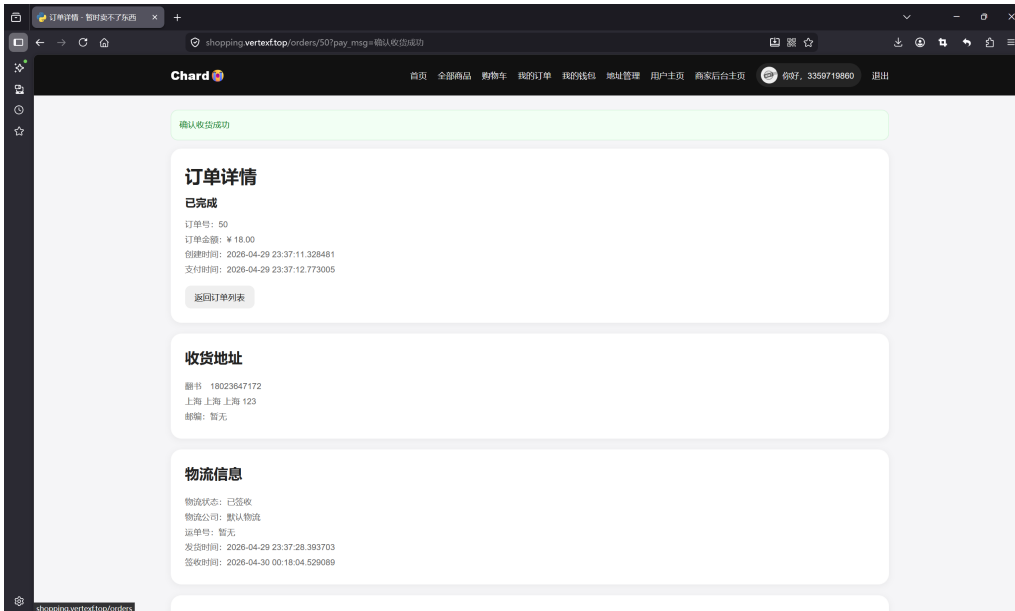 订单详情 - 暂时卖不了东西
shopping.vertexf.top/orders/50?pay_msg=确认收货成功
Chard
首页 全部商品 购物车 我的订单 我的钱包 地址管理 用户主页 商家后台主页 你好，3359719860 退出
确认收货成功
订单详情
已完成
订单号：50
订单金额：¥ 18.00
创建时间：2026-04-29 23:37:11.328481
支付时间：2026-04-29 23:37:12.773005
返回订单列表
收货地址
翻书 18023647172
上海 上海 上海 123
邮编：暂无
物流信息
物流状态：已签收
物流公司：默认物流
运单号：暂无
发货时间：2026-04-29 23:37:28.393703
签收时间：2026-04-30 00:18:04.529089
shopping.vertexf.top/orders